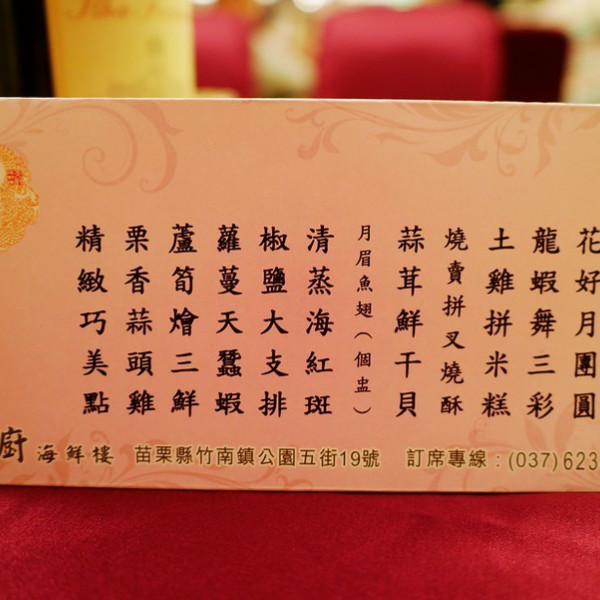 花好月團圓
龍蝦舞三彩
土雞拼米糕
燒賣拼叉燒酥
蒜茸鮮干貝
月眉魚翅(個盅)
清蒸海紅斑
椒鹽大支排
蘿蔓天蠶蝦
蘆筍燴三鮮
栗香蒜頭雞
精緻巧美點
廚海鮮樓 苗栗縣竹南鎮公園五街19號 訂席專線:(037)623